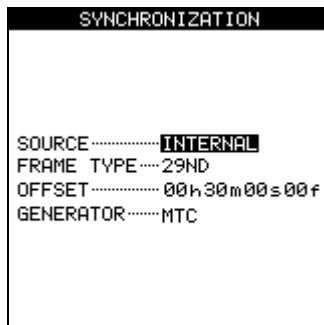 SYNCHRONIZATION
SOURCE··············INTERNAL
FRAME TYPE····29ND
OFFSET··············00h30m00s00f
GENERATOR·······MTC